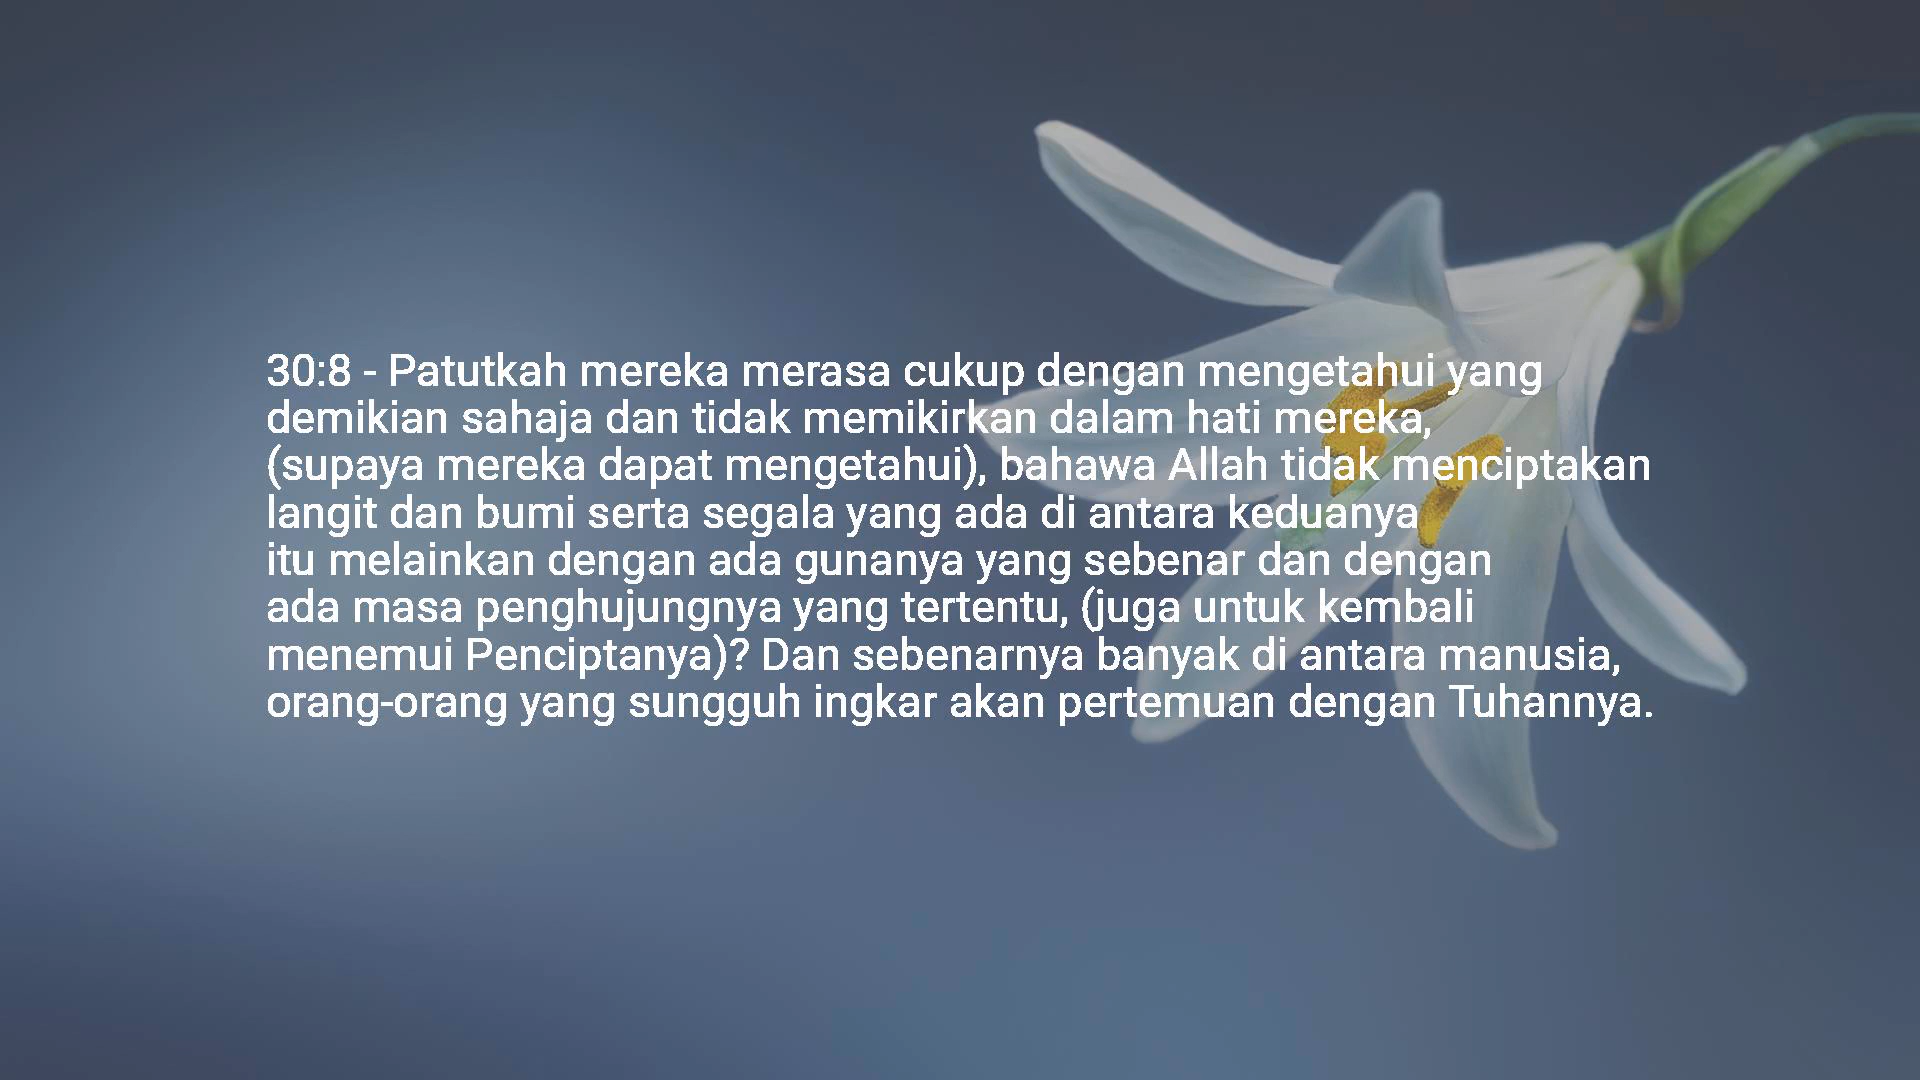 30:8 - Patutkah mereka merasa cukup dengan mengetahui yang
demikian sahaja dan tidak memikirkan dalam hati mereka,
(supaya mereka dapat mengetahui), bahawa Allah tidak menciptakan
langit dan bumi serta segala yang ada di antara keduanya
itu melainkan dengan ada gunanya yang sebenar dan dengan
ada masa penghujungnya yang tertentu, (juga untuk kembali
menemui Penciptanya)? Dan sebenarnya banyak di antara manusia,
orang-orang yang sungguh ingkar akan pertemuan dengan Tuhannya.